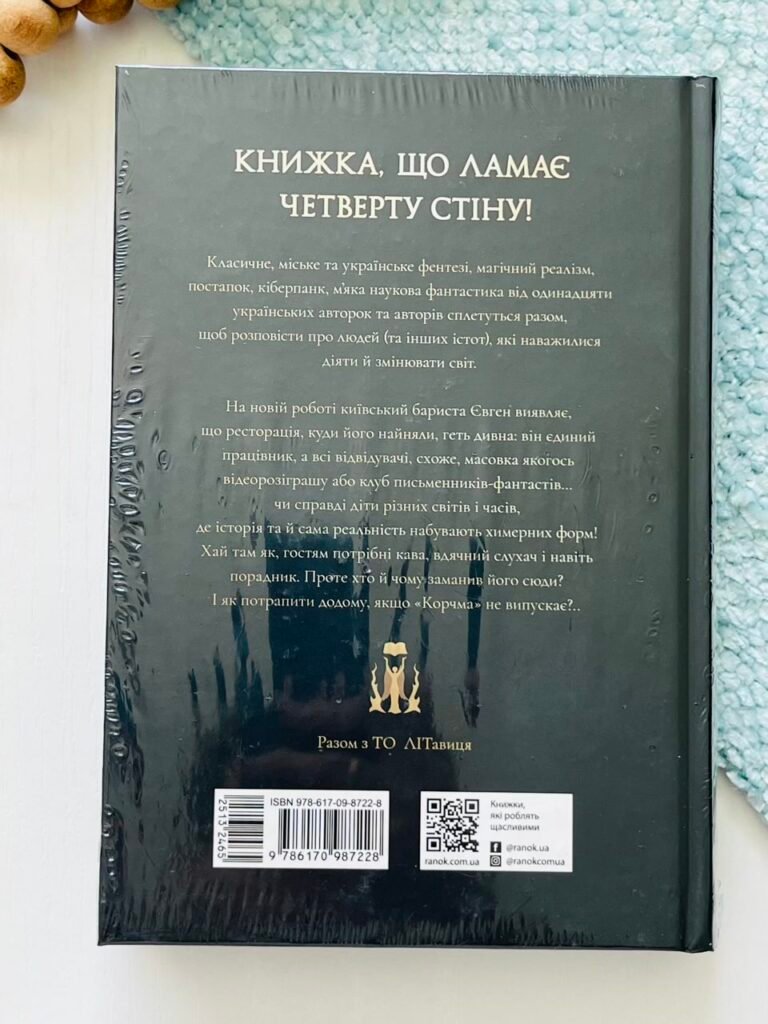 КНИЖКА, ЩО ЛАМАЄ
ЧЕТВЕРТУ СТІНУ!
Класичне, міське та українське фентезі, магічний реалізм,
постапок, кіберпанк, м'яка наукова фантастика від одинадцяти
українських авторок та авторів сплетуться разом,
щоб розповісти про людей (та інших істот), які наважилися
діяти й змінювати світ.
На новій роботі київський бариста Євген виявляє,
що ресторація, куди його найняли, геть дивна: він єдиний
працівник, а всі відвідувачі, схоже, масовка якогось
відеорозіграшу або клуб письменників-фантастів...
чи справді діти різних світів і часів,
де історія та й сама реальність набувають химерних форм!
Хай там як, гостям потрібні кава, вдячний слухач і навіть
порадник. Проте хто й чому заманив його сюди?
І як потрапити додому, якщо «Корчма» не випускає?..
Разом з ТО ЛІТавиця
2513 2465
ISBN 978-617-09-8722-8
9 786170 987228
Книжки,
які роблять
щасливими
@ranok.ua
ranok.com.ua
@ranokcomua